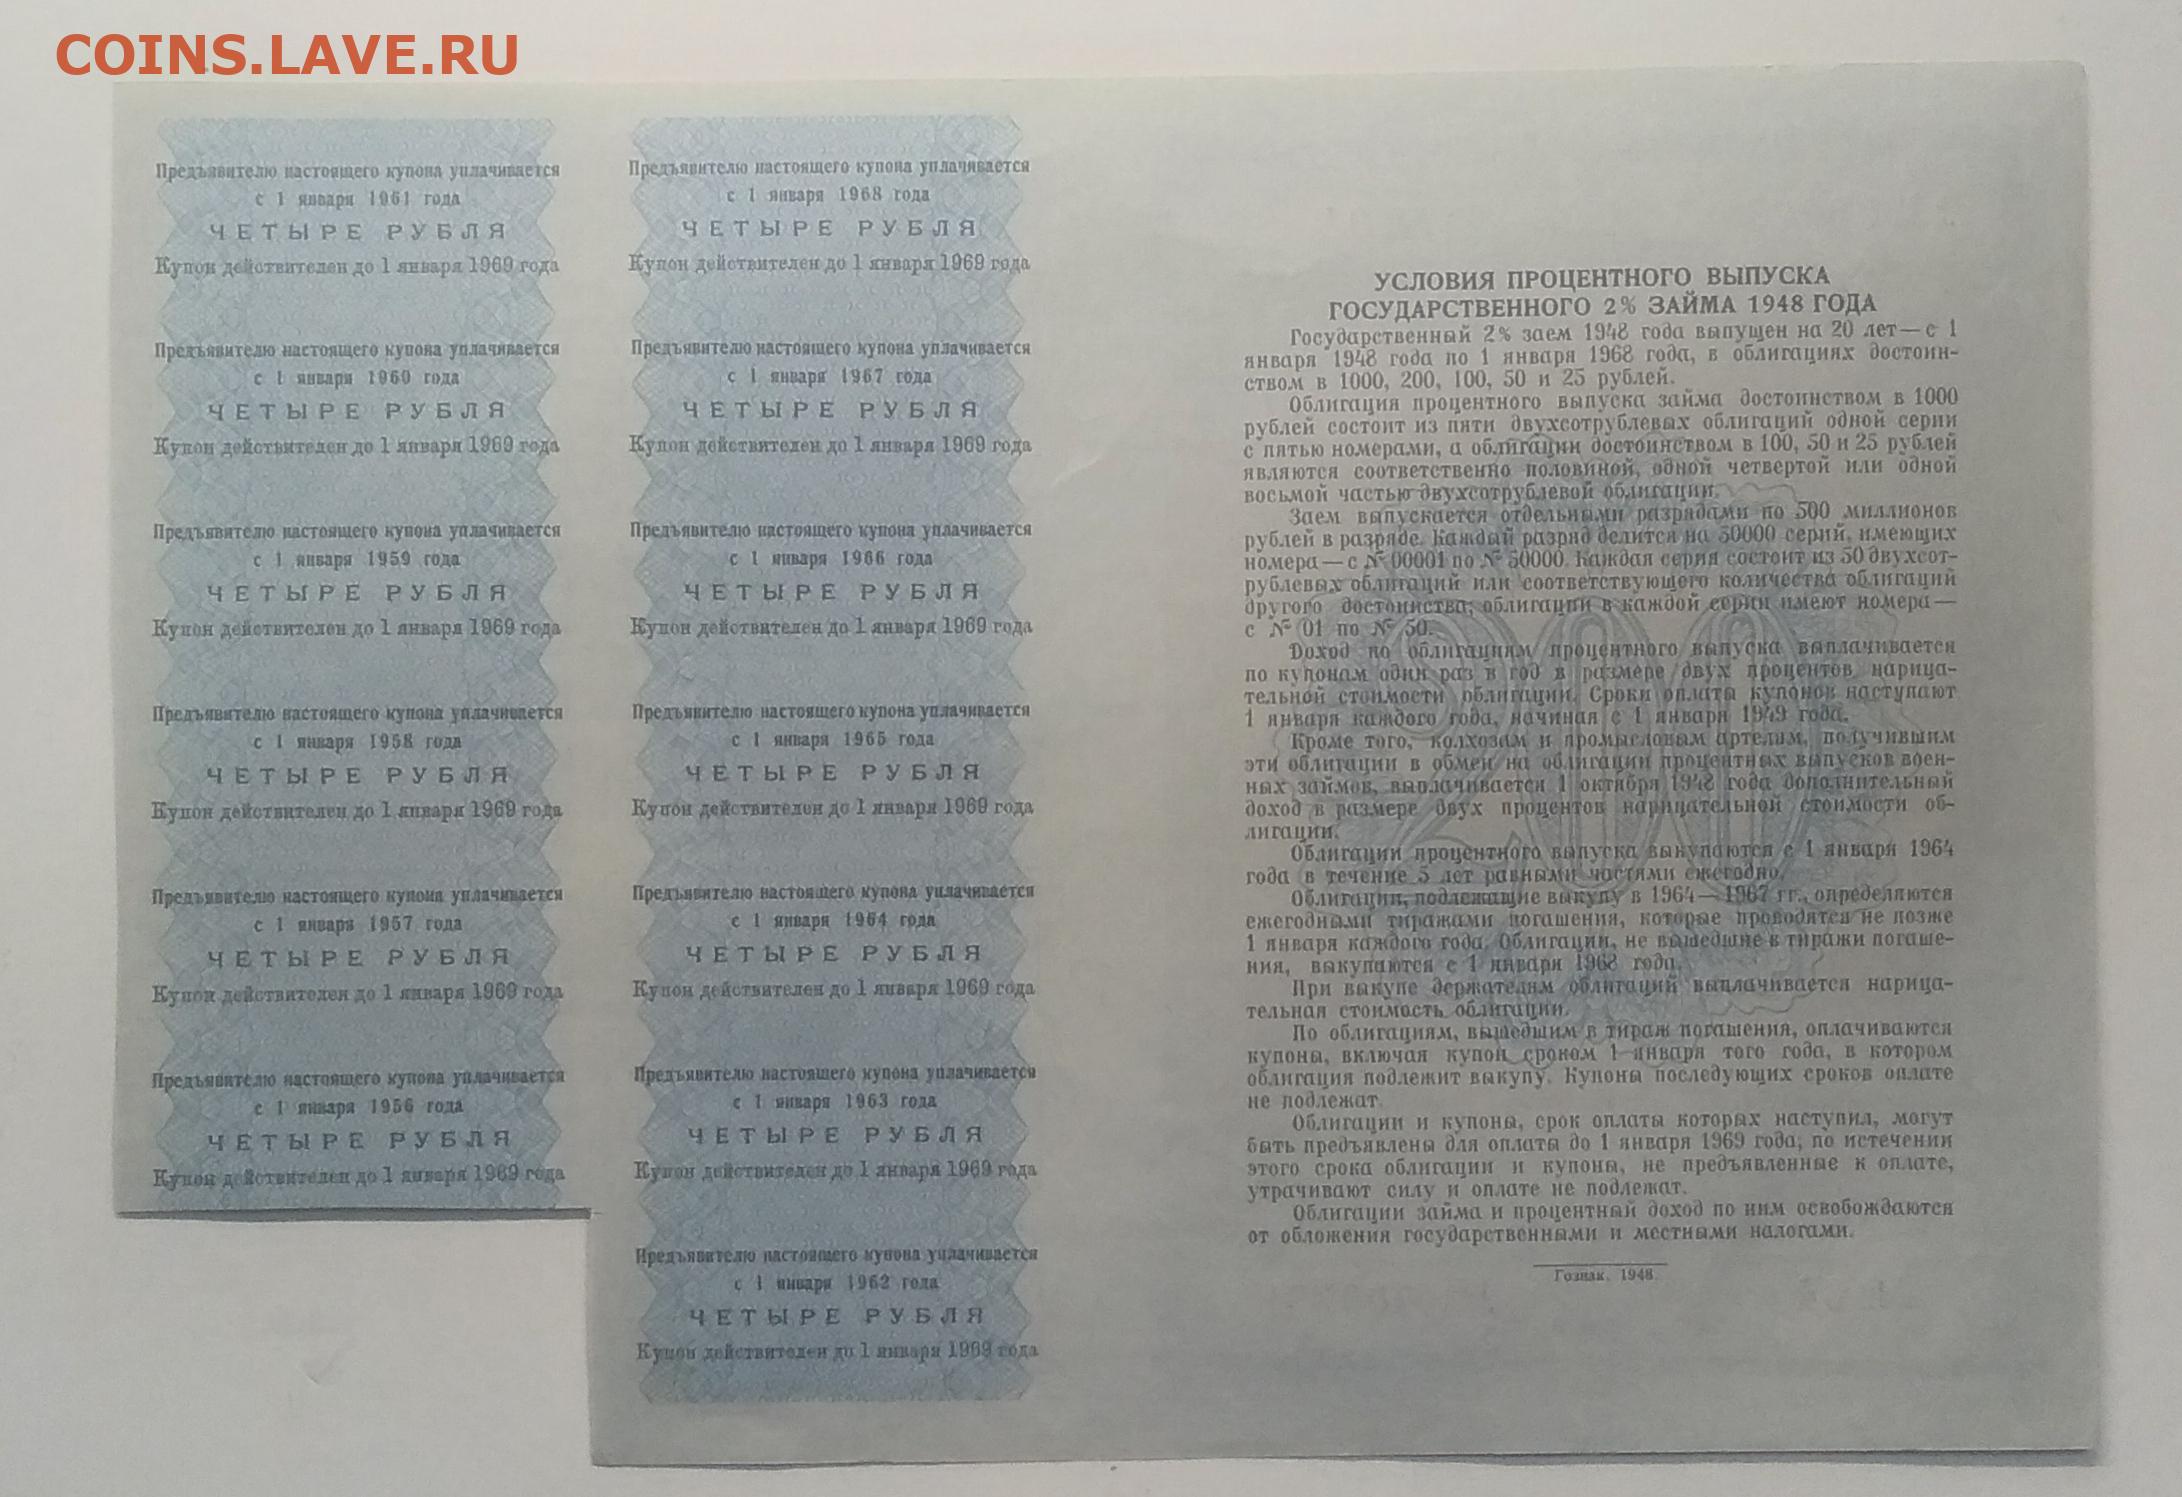 COINS.LAVE.RU
Предъявителю настоящего купона уплачивается
с 1 января 1961 года
ЧЕТЫРЕ РУБЛЯ
Купон действителен до 1 января 1969 года
Предъявителю настоящего купона уплачивается
с 1 января 1960 года
ЧЕТЫРЕ РУБЛЯ
Купон действителен до 1 января 1969 года
Предъявителю настоящего купона уплачивается
с 1 января 1959 года
ЧЕТЫРЕ РУБЛЯ
Купон действителен до 1 января 1969 года
Предъявителю настоящего купона уплачивается
с 1 января 1958 года
ЧЕТЫРЕ РУБЛЯ
Купон действителен до 1 января 1969 года
Предъявителю настоящего купона уплачивается
с 1 января 1957 года
ЧЕТЫРЕ РУБЛЯ
Купон действителен до 1 января 1969 года
Предъявителю настоящего купона уплачивается
с 1 января 1956 года
ЧЕТЫРЕ РУБЛЯ
Купон действителен до 1 января 1969 года
Предъявителю настоящего купона уплачивается
с 1 января 1968 года
ЧЕТЫРЕ РУБЛЯ
Купон действителен до 1 января 1969 года
Предъявителю настоящего купона уплачивается
с 1 января 1967 года
ЧЕТЫРЕ РУБЛЯ
Купон действителен до 1 января 1969 года
Предъявителю настоящего купона уплачивается
с 1 января 1966 года
ЧЕТЫРЕ РУБЛЯ
Купон действителен до 1 января 1969 года
Предъявителю настоящего купона уплачивается
с 1 января 1965 года
ЧЕТЫРЕ РУБЛЯ
Купон действителен до 1 января 1969 года
Предъявителю настоящего купона уплачивается
с 1 января 1964 года
ЧЕТЫРЕ РУБЛЯ
Купон действителен до 1 января 1969 года
Предъявителю настоящего купона уплачивается
с 1 января 1963 года
ЧЕТЫРЕ РУБЛЯ
Купон действителен до 1 января 1969 года
Предъявителю настоящего купона уплачивается
с 1 января 1962 года
ЧЕТЫРЕ РУБЛЯ
Купон действителен до 1 января 1969 года
УСЛОВИЯ ПРОЦЕНТНОГО ВЫПУСКА
ГОСУДАРСТВЕННОГО 2% ЗАЙМА 1948 ГОДА
Государственный 2% заем 1948 года выпущен на 20 лет — с 1
января 1948 года по 1 января 1968 года, в облигациях достоин-
ством в 1000, 200, 100, 50 и 25 рублей.
Облигация процентного выпуска займа достоинством в 1000
рублей состоит из пяти двухсотрублевых облигаций одной серии
с пятью номерами, а облигации достоинством в 100, 50 и 25 рублей
являются соответственно половиной, одной четвертой или одной
восьмой частью двухсотрублевой облигации.
Заем выпускается отдельными разрядами по 500 миллионов
рублей в разряде. Каждый разряд делится на 50000 серий, имеющих
номера — с № 00001 по № 50000. Каждая серия состоит из 50 двухсот-
рублевых облигаций или соответствующего количества облигаций
другого достоинства; облигации в каждой серии имеют номера —
с № 01 по № 50.
Доход по облигациям процентного выпуска выплачивается
по купонам один раз в год в размере двух процентов нарица-
тельной стоимости облигации. Сроки оплаты купонов наступают
1 января каждого года, начиная с 1 января 1949 года.
Кроме того, колхозам и промысловым артелям, получившим
эти облигации в обмен на облигации процентных выпусков воен-
ных займов, выплачивается 1 октября 1948 года дополнительный
доход в размере двух процентов нарицательной стоимости об-
лигации.
Облигации процентного выпуска выкупаются с 1 января 1964
года в течение 5 лет равными частями ежегодно.
Облигации, подлежащие выкупу в 1964—1967 гг., определяются
ежегодными тиражами погашения, которые проводятся не позже
1 января каждого года. Облигации, не вышедшие в тиражи погаше-
ния, выкупаются с 1 января 1968 года.
При выкупе держателям облигаций выплачивается нарица-
тельная стоимость облигации.
По облигациям, вышедшим в тираж погашения, оплачиваются
купоны, включая купон сроком 1 января того года, в котором
облигация подлежит выкупу. Купоны последующих сроков оплате
не подлежат.
Облигации и купоны, срок оплаты которых наступил, могут
быть предъявлены для оплаты до 1 января 1969 года; по истечении
этого срока облигации и купоны, не предъявленные к оплате,
утрачивают силу и оплате не подлежат.
Облигации займа и процентный доход по ним освобождаются
от обложения государственными и местными налогами.
Гознак. 1948.
200